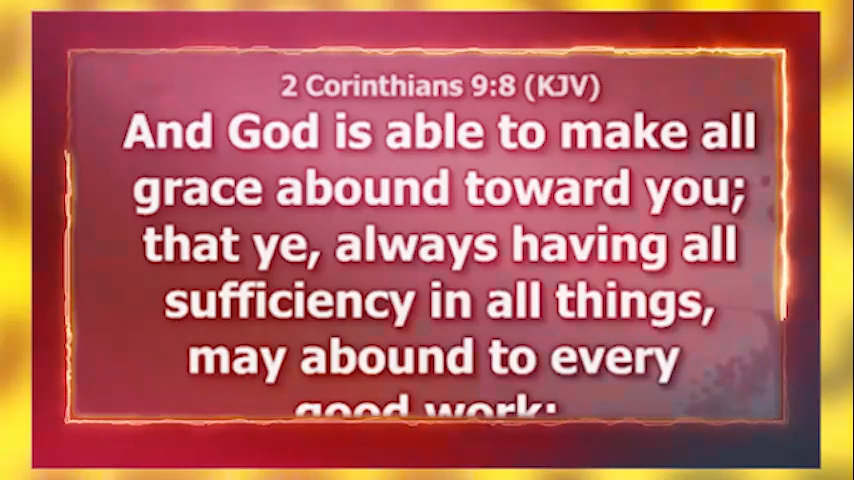 2 Corinthians 9:8 (KJV)
And God is able to make all
grace abound toward you;
that ye, always having all
sufficiency in all things,
may abound to every
good work: